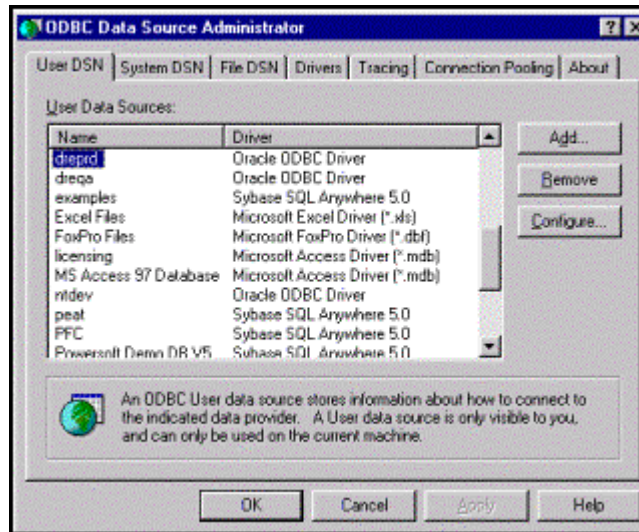 ODBC Data Source Administrator
User DSN System DSN File DSN Drivers Tracing Connection Pooling About
User Data Sources:
Name Driver
dreprd Oracle ODBC Driver
dreqa Oracle ODBC Driver
examples Sybase SQL Anywhere 5.0
Excel Files Microsoft Excel Driver (*.xls)
FoxPro Files Microsoft FoxPro Driver (*.dbf)
licensing Microsoft Access Driver (*.mdb)
MS Access 97 Database Microsoft Access Driver (*.mdb)
ntdev Oracle ODBC Driver
peat Sybase SQL Anywhere 5.0
PFC Sybase SQL Anywhere 5.0
Powersoft Demo DB V5 Sybase SQL Anywhere 5.0
Add...
Remove
Configure...
An ODBC User data source stores information about how to connect to
the indicated data provider. A User data source is only visible to you,
and can only be used on the current machine.
OK Cancel Apply Help